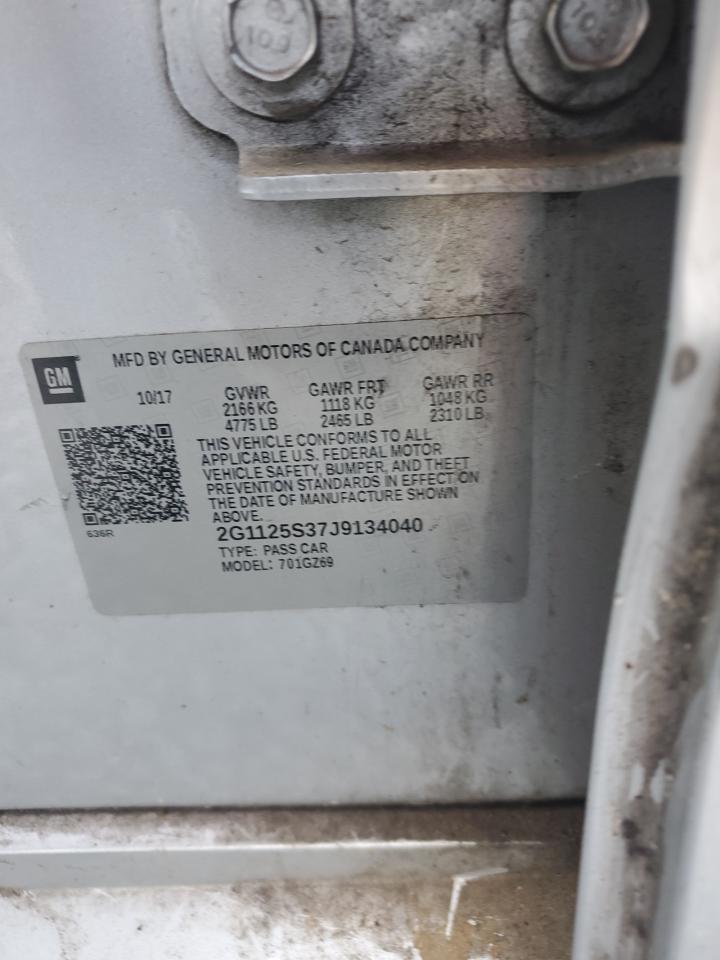 GM
MFD BY GENERAL MOTORS OF CANADA COMPANY
10/17 GVWR GAWR FRT GAWR RR
2166 KG 1118 KG 1048 KG
4775 LB 2465 LB 2310 LB
THIS VEHICLE CONFORMS TO ALL
APPLICABLE U.S. FEDERAL MOTOR
VEHICLE SAFETY, BUMPER, AND THEFT
PREVENTION STANDARDS IN EFFECT ON
THE DATE OF MANUFACTURE SHOWN
ABOVE.
636R
2G1125S37J9134040
TYPE: PASS CAR
MODEL: 701GZ69